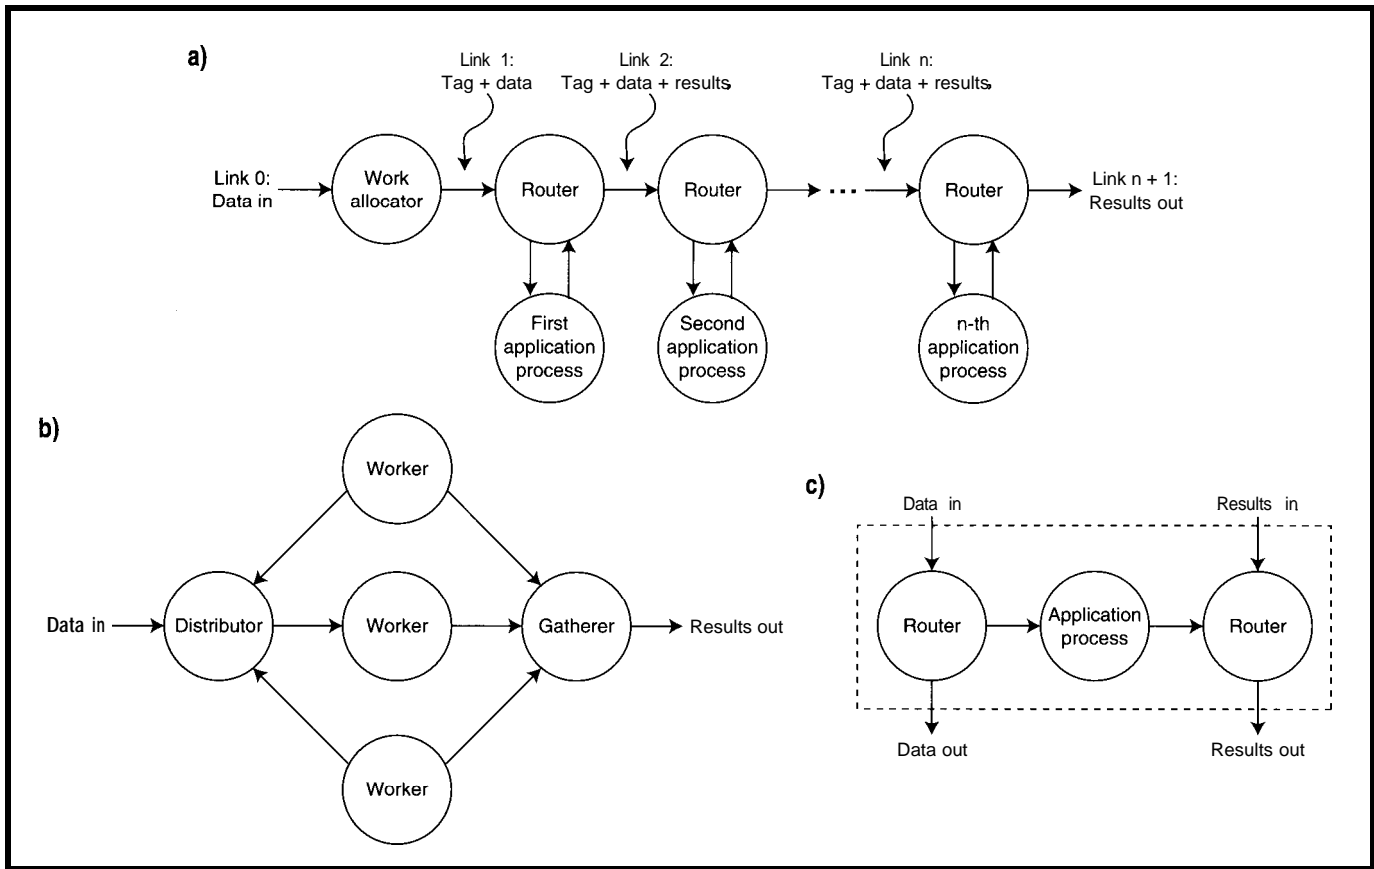 a)
Link 1:
Tag + data
Link 2:
Tag + data + results,
Link n:
Tag + data + results,
Link 0:
Data in
Work
allocator
Router
Router
...
Router
Link n + 1:
Results out
First
application
process
Second
application
process
n-th
application
process
b)
Worker
Data in
Distributor
Worker
Gatherer
Results out
Worker
c)
Data in
Results in
Router
Application
process
Router
Data out
Results out